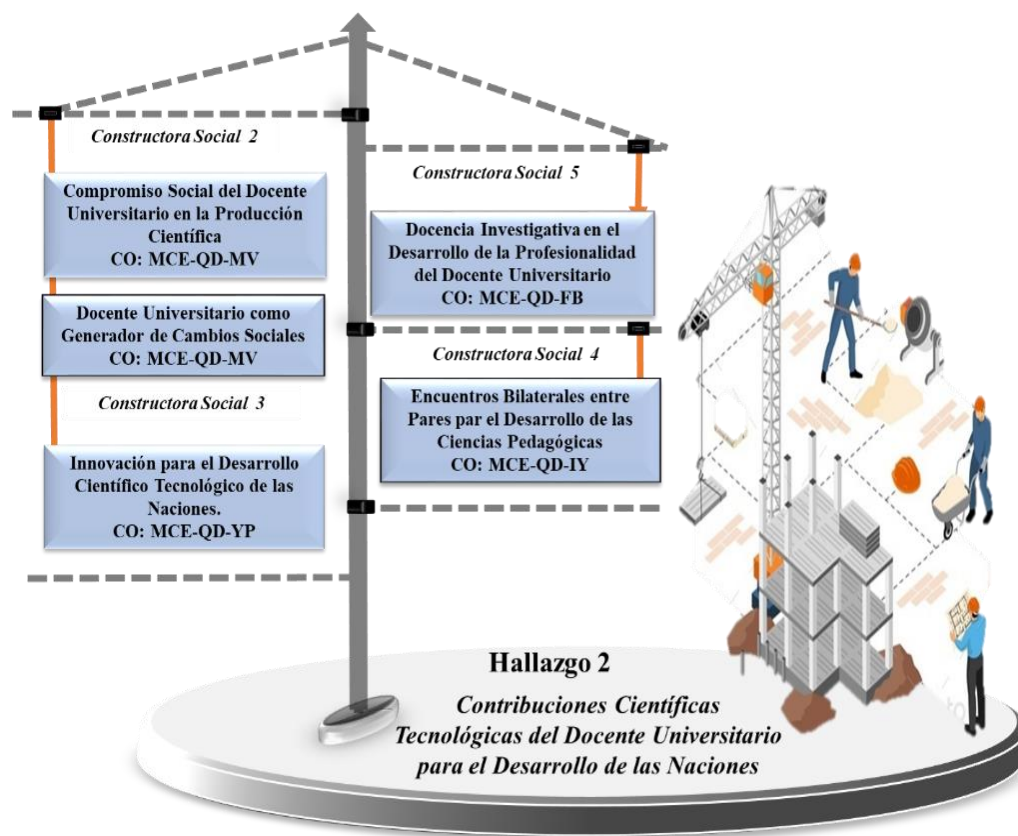 Constructora Social 2
Compromiso Social del Docente
Universitario en la Producción
Científica
CO: MCE-QD-MV
Docente Universitario como
Generador de Cambios Sociales
CO: MCE-QD-MV
Constructora Social 3
Innovación para el Desarrollo
Científico Tecnológico de las
Naciones.
CO: MCE-QD-YP
Constructora Social 5
Docencia Investigativa en el
Desarrollo de la Profesionalidad
del Docente Universitario
CO: MCE-QD-FB
Constructora Social 4
Encuentros Bilaterales entre
Pares par el Desarrollo de las
Ciencias Pedagógicas
CO: MCE-QD-IY
Hallazgo 2
Contribuciones Científicas
Tecnológicas del Docente Universitario
para el Desarrollo de las Naciones